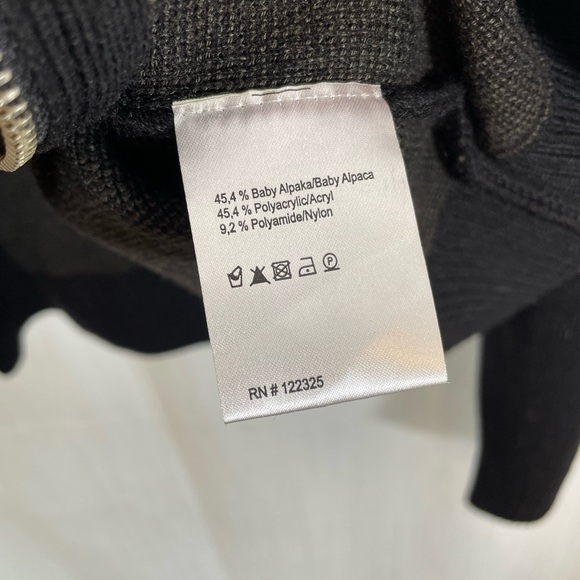 45,4 % Baby Alpaka/Baby Alpaca
45,4 % Polyacrylic/Acryl
9,2 % Polyamide/Nylon
P
RN # 122325